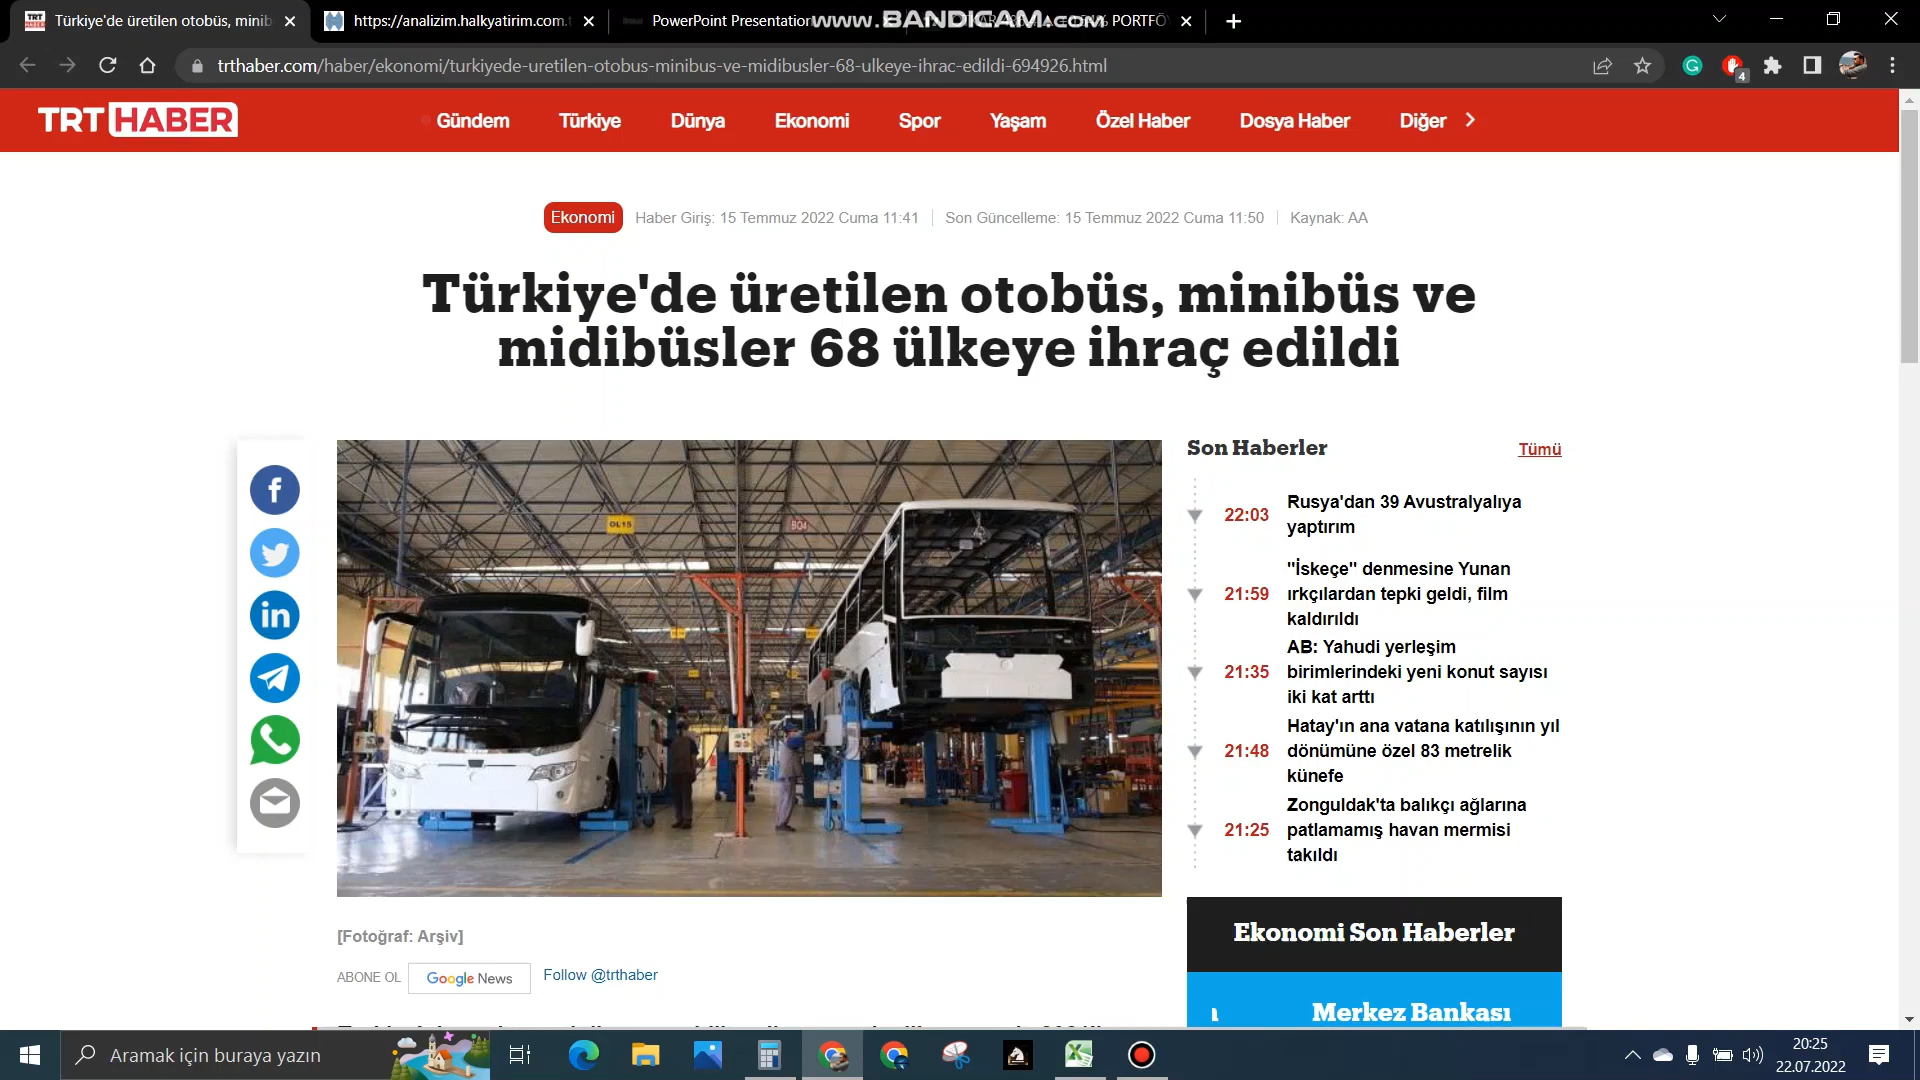 Türkiye'de üretilen otobüs, minib
https://analizim.halkyatirim.com.
PowerPoint Presentation
www.BANDICAM.com
PORTFÖ
trthaber.com/haber/ekonomi/turkiyede-uretilen-otobus-minibus-ve-midibusler-68-ulkeye-ihrac-edildi-694926.html
4
TRT HABER
Gündem
Türkiye
Dünya
Ekonomi
Spor
Yaşam
Özel Haber
Dosya Haber
Diğer
Ekonomi
Haber Giriş: 15 Temmuz 2022 Cuma 11:41
Son Güncelleme: 15 Temmuz 2022 Cuma 11:50
Kaynak: AA
Türkiye'de üretilen otobüs, minibüs ve
midibüsler 68 ülkeye ihraç edildi
OL15
B04
Son Haberler
Tümü
22:03
Rusya'dan 39 Avustralyalıya
yaptırım
21:59
"İskeçe" denmesine Yunan
ırkçılardan tepki geldi, film
kaldırıldı
21:35
AB: Yahudi yerleşim
birimlerindeki yeni konut sayısı
iki kat arttı
21:48
Hatay'ın ana vatana katılışının yıl
dönümüne özel 83 metrelik
künefe
21:25
Zonguldak'ta balıkçı ağlarına
patlamamış havan mermisi
takıldı
[Fotoğraf: Arşiv]
ABONE OL
Google News
Follow @trthaber
Ekonomi Son Haberler
Merkez Bankası
Aramak için buraya yazın
20:25
22.07.2022